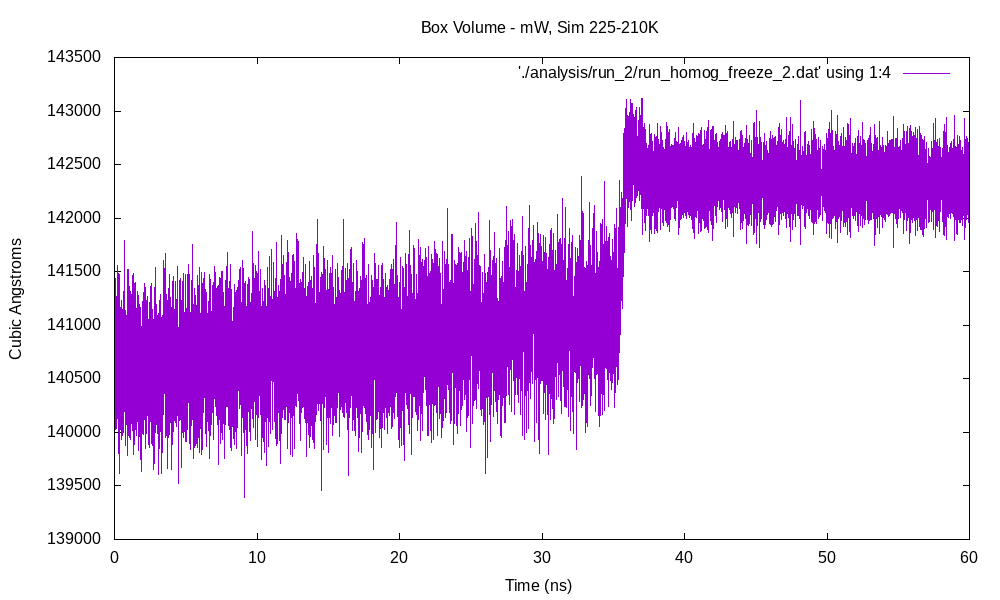 Box Volume - mW, Sim 225-210K
'./analysis/run_2/run_homog_freeze_2.dat' using 1:4
Cubic Angstroms
143500
143000
142500
142000
141500
141000
140500
140000
139500
139000
0 10 20 30 40 50 60
Time (ns)